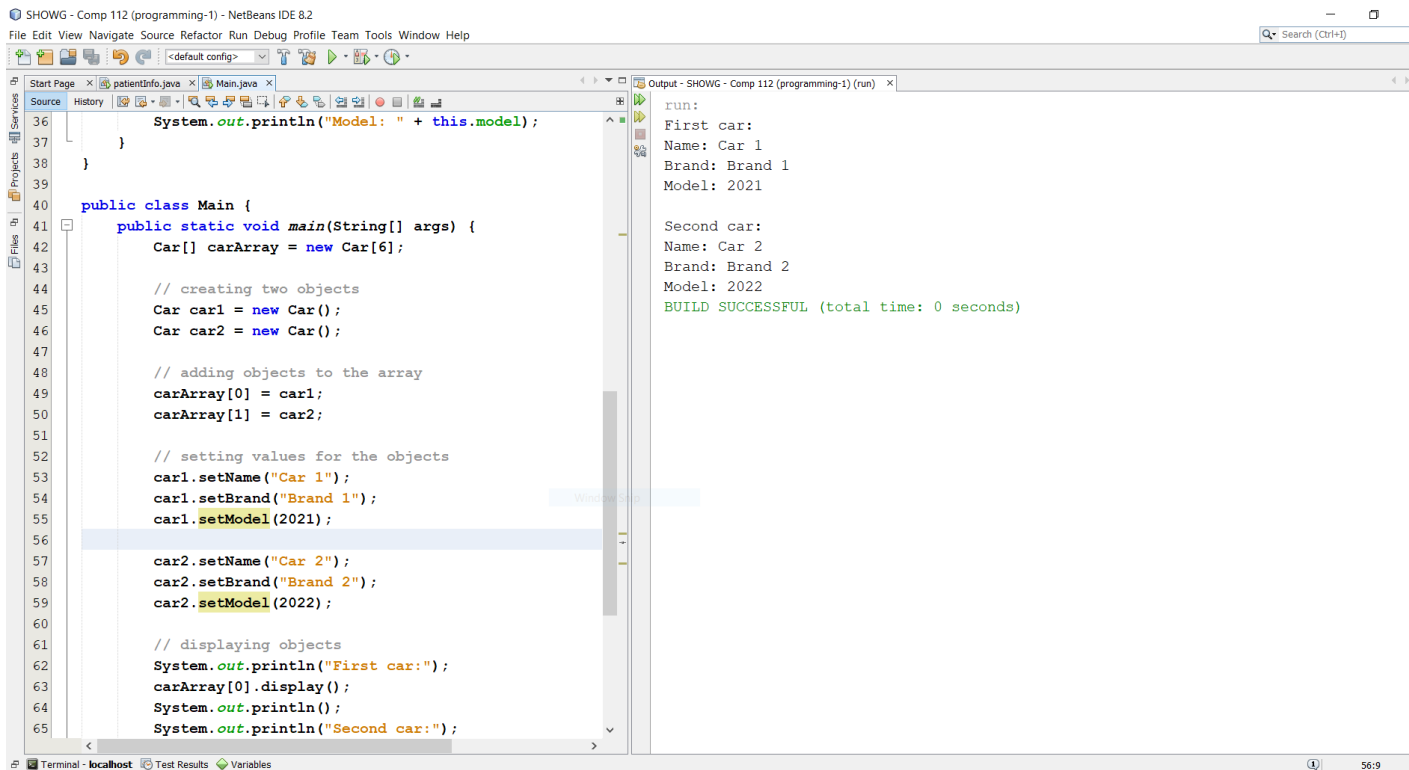 SHOWG - Comp 112 (programming-1) - NetBeans IDE 8.2
File Edit View Navigate Source Refactor Run Debug Profile Team Tools Window Help
Search (Ctrl+I)
<default config>
Start Page patientInfo.java Main.java
Output - SHOWG - Comp 112 (programming-1) (run)
Source History
Services
Projects
Files
36 System.out.println("Model: " + this.model);
37 }
38 }
39
40 public class Main {
41 public static void main(String[] args) {
42 Car[] carArray = new Car[6];
43
44 // creating two objects
45 Car car1 = new Car();
46 Car car2 = new Car();
47
48 // adding objects to the array
49 carArray[0] = car1;
50 carArray[1] = car2;
51
52 // setting values for the objects
53 car1.setName("Car 1");
54 car1.setBrand("Brand 1");
55 car1.setModel(2021);
56
57 car2.setName("Car 2");
58 car2.setBrand("Brand 2");
59 car2.setModel(2022);
60
61 // displaying objects
62 System.out.println("First car:");
63 carArray[0].display();
64 System.out.println();
65 System.out.println("Second car:");
Window Snip
run:
First car:
Name: Car 1
Brand: Brand 1
Model: 2021
Second car:
Name: Car 2
Brand: Brand 2
Model: 2022
BUILD SUCCESSFUL (total time: 0 seconds)
Terminal - localhost Test Results Variables
1 56:9